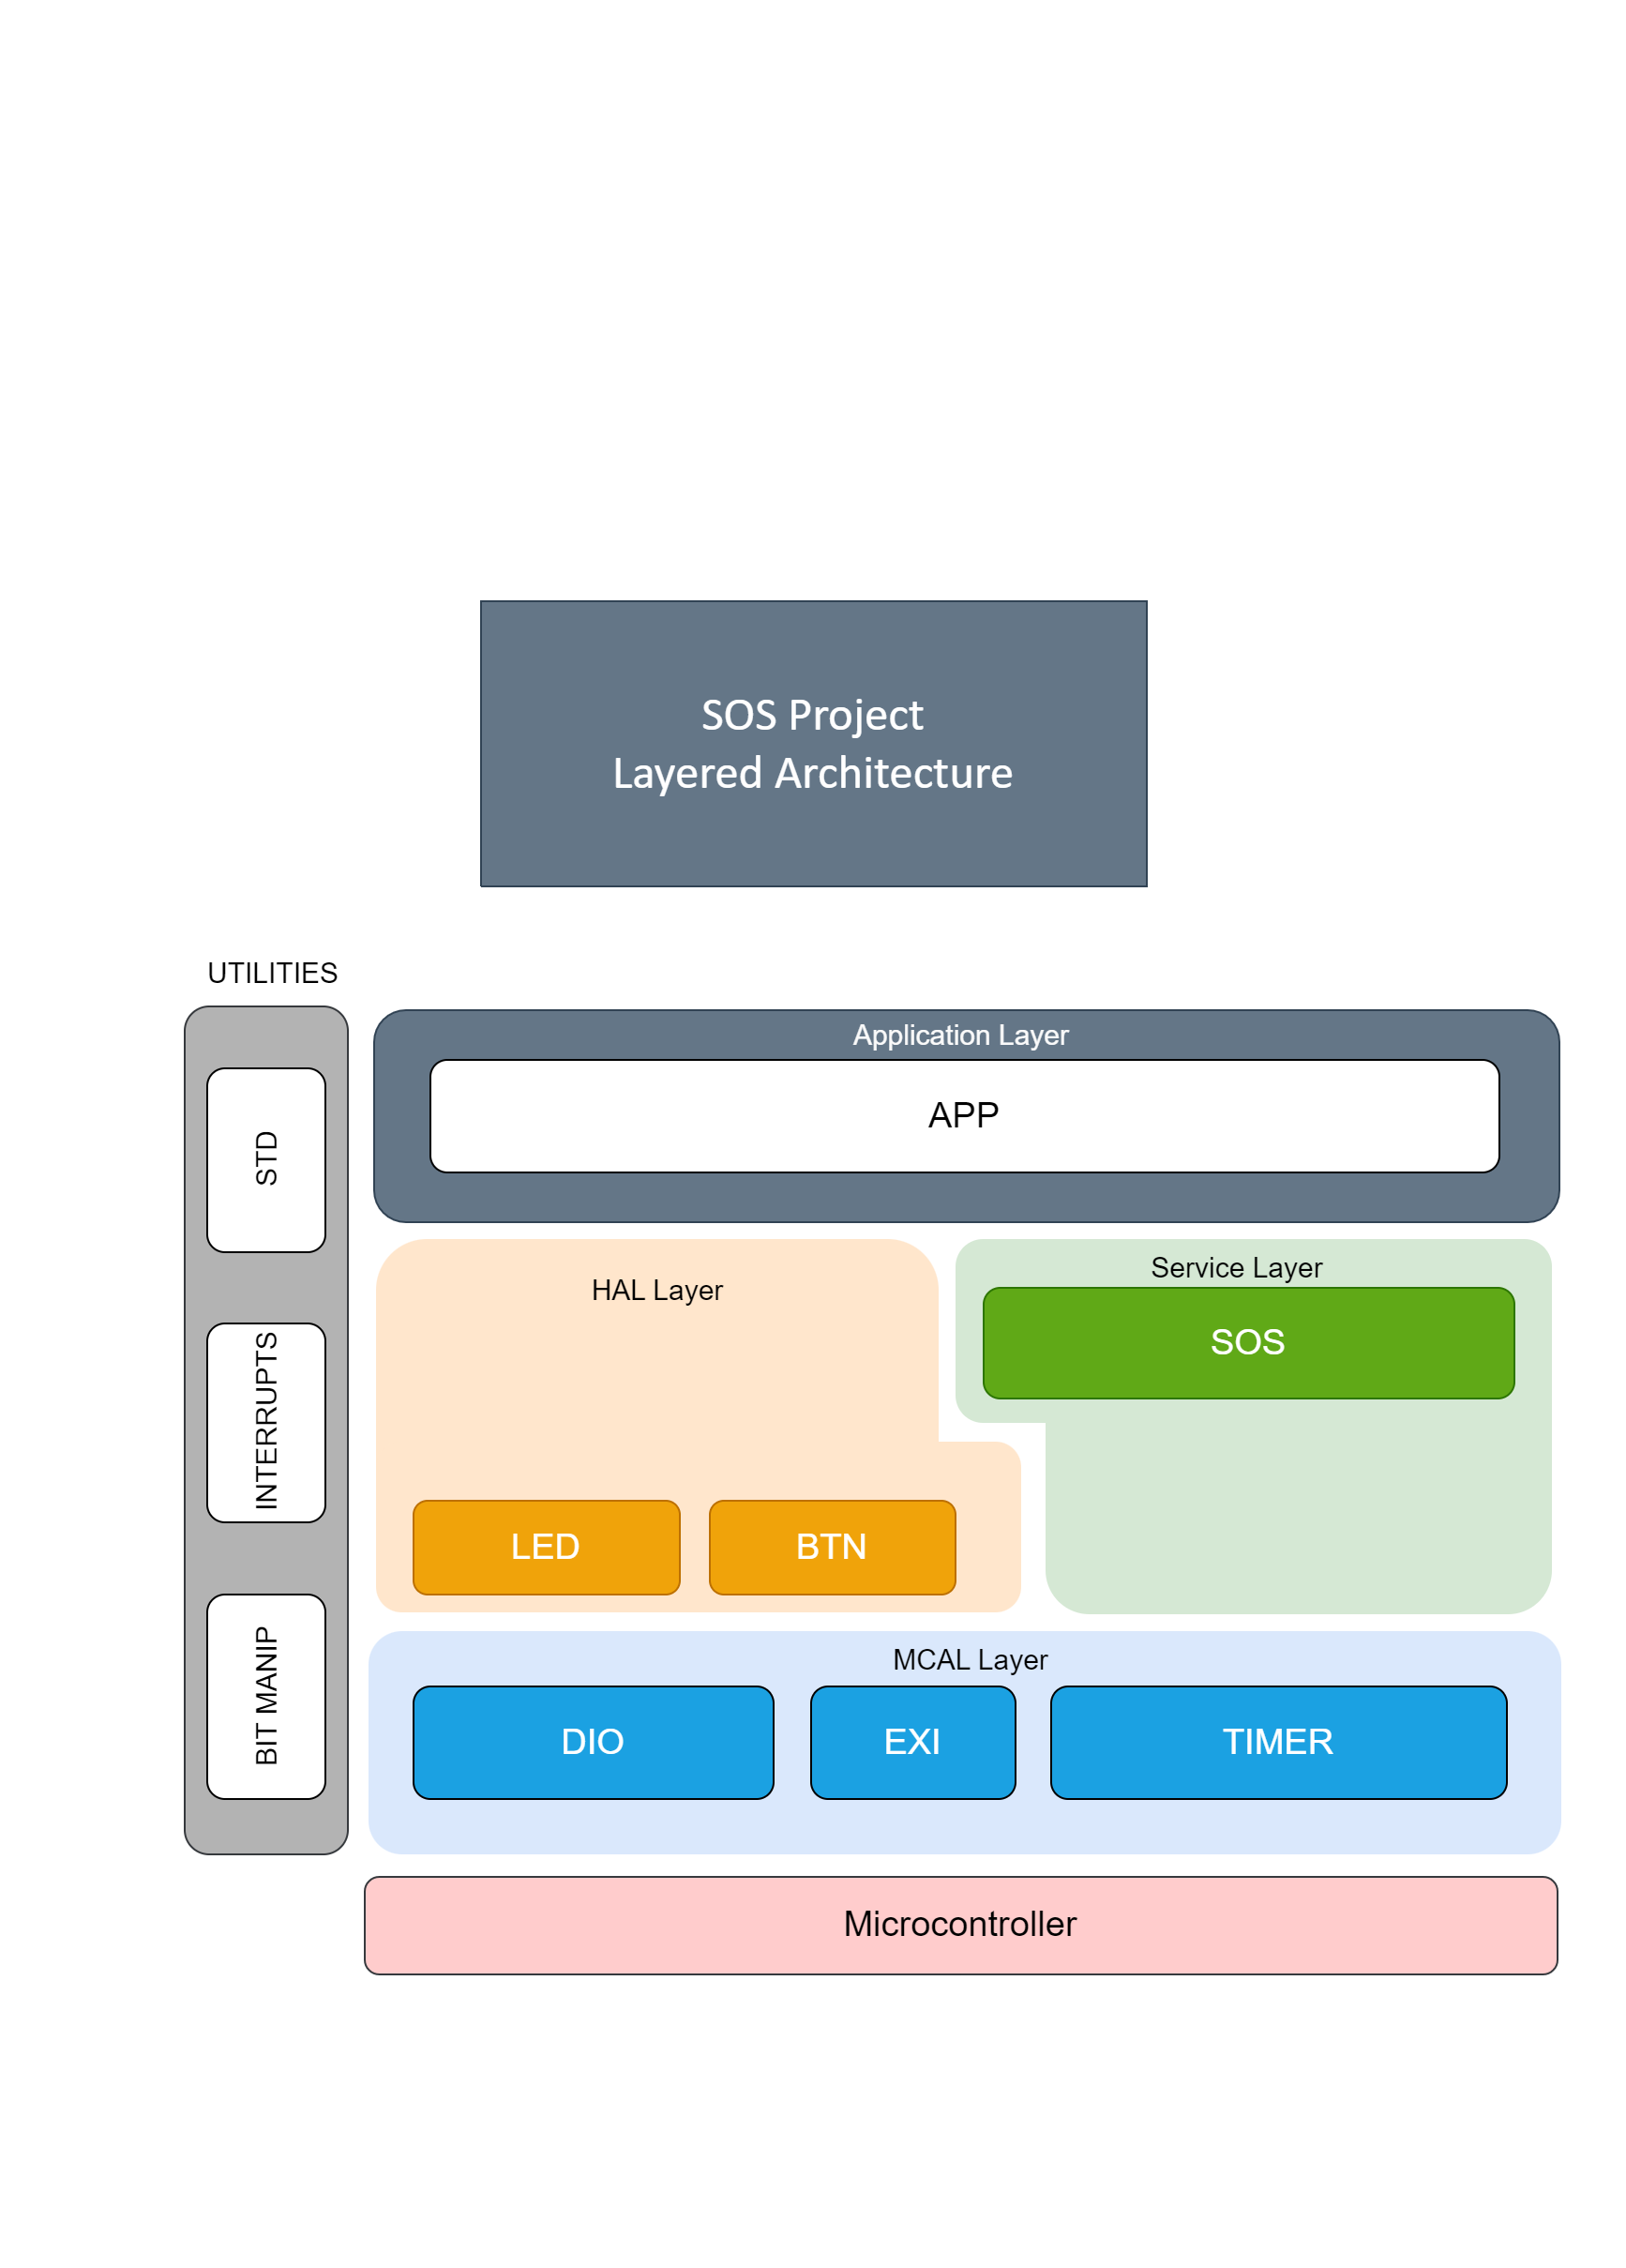 SOS Project
Layered Architecture
UTILITIES
STD
INTERRUPTS
BIT MANIP
Application Layer
APP
HAL Layer
LED
BTN
Service Layer
SOS
MCAL Layer
DIO
EXI
TIMER
Microcontroller